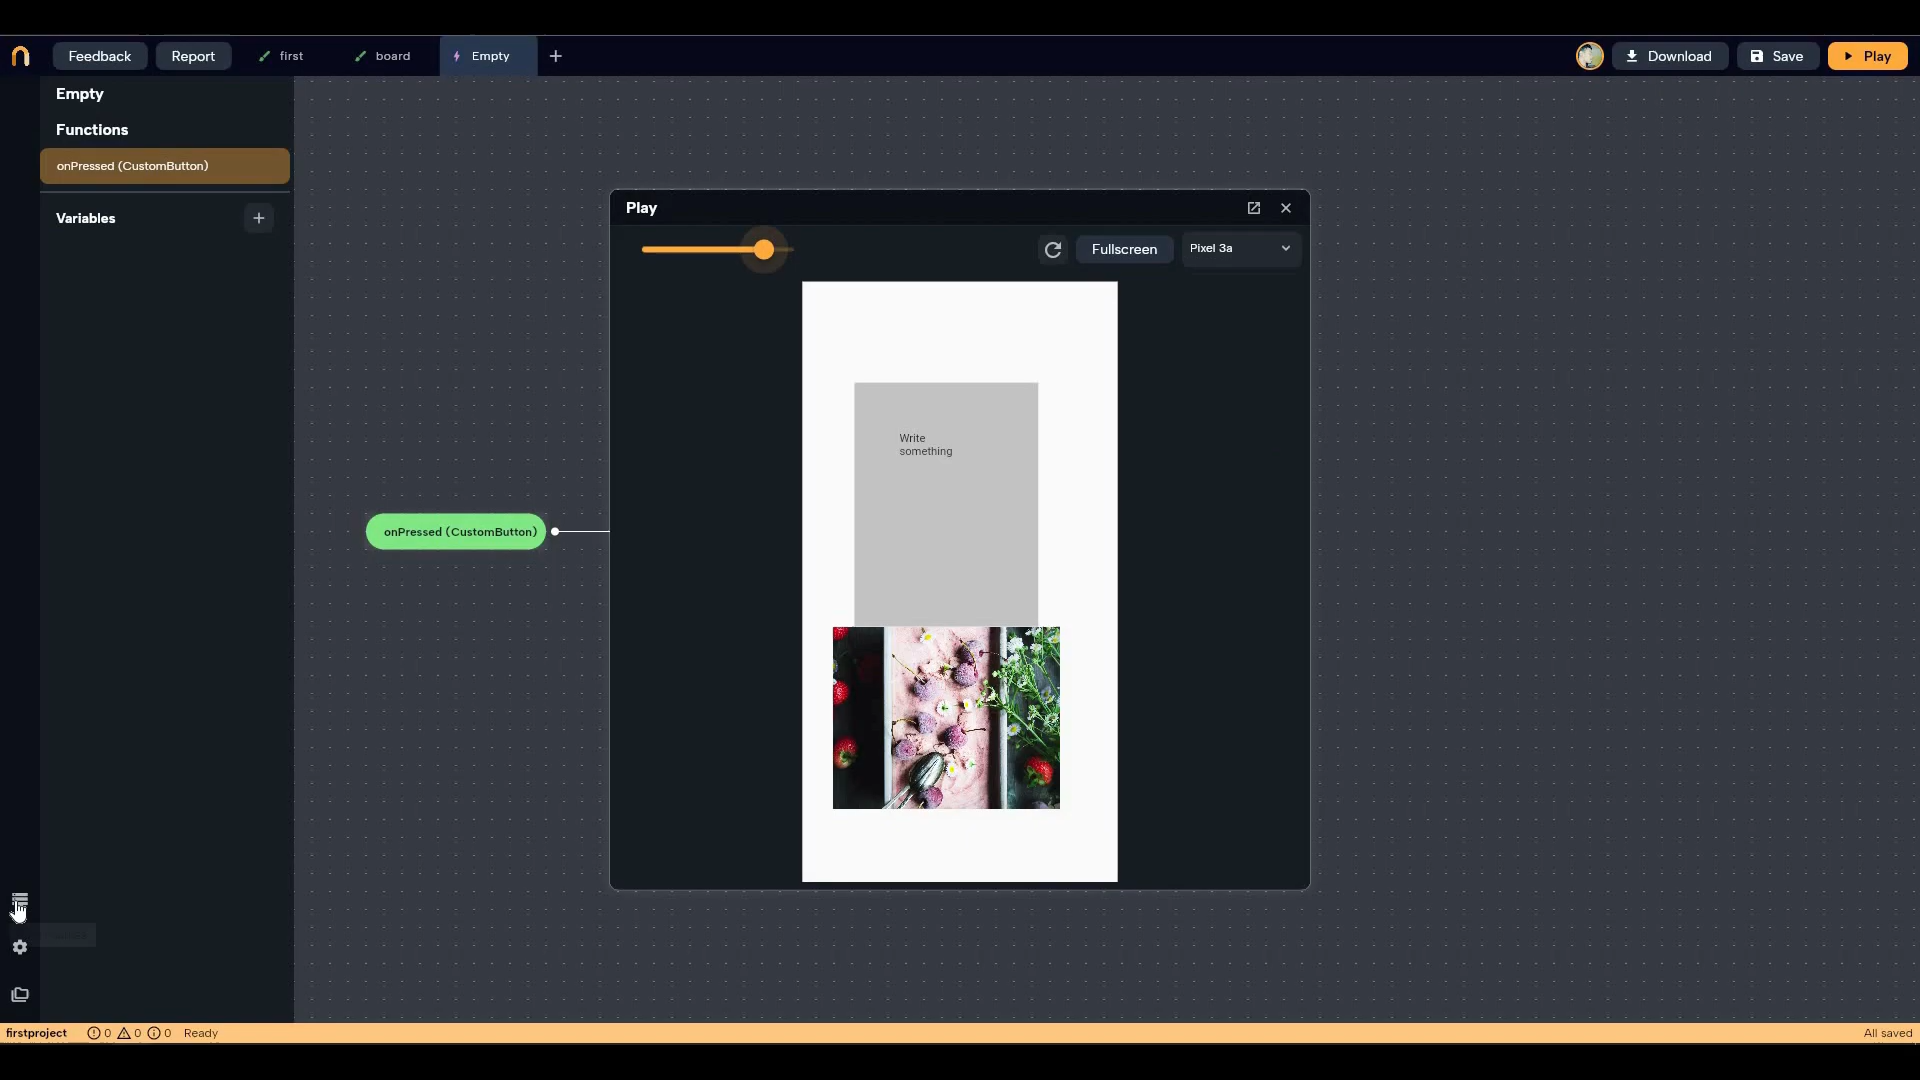 Feedback
Report
first
board
Empty
Download
Save
Play
Empty
Functions
onPressed (CustomButton)
Variables
Play
Fullscreen
Pixel 3a
Write
something
onPressed (CustomButton)
firstproject
0
0
0
Ready
All saved